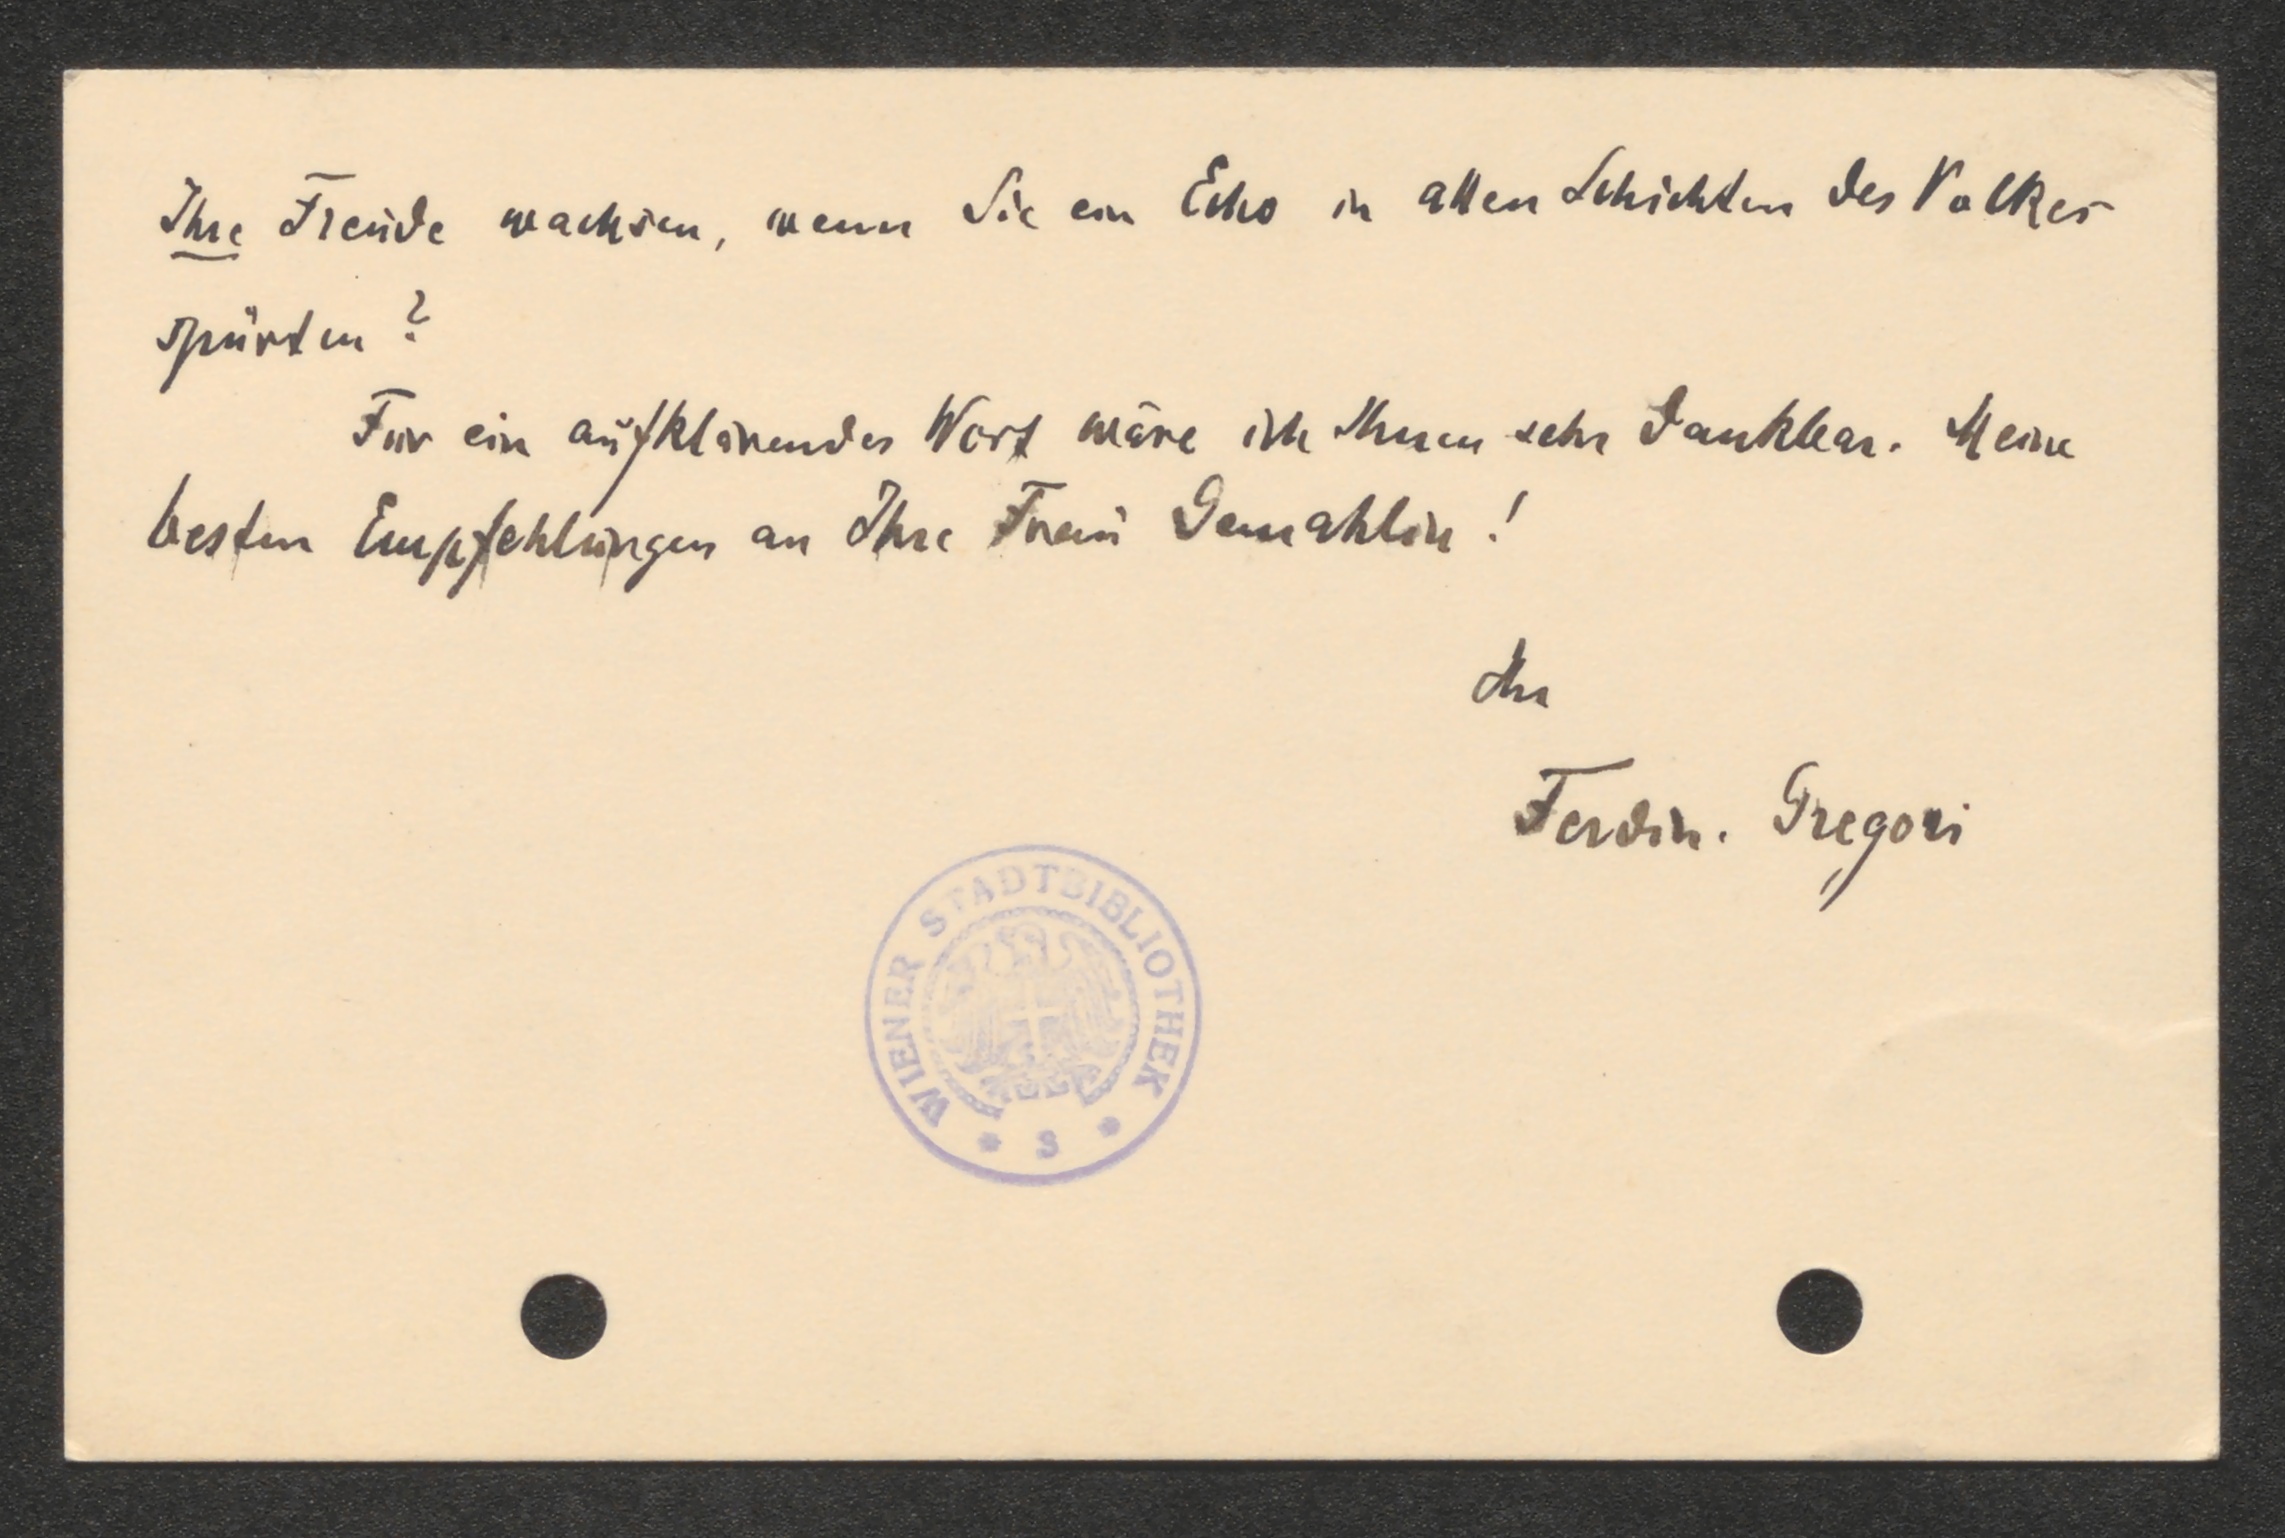 Ihre Freude wachsen, wenn Sie ein Echo in allen Schichten des Volkes
spürten?
Für ein aufklärendes Wort wäre ich Ihnen sehr dankbar. Meine
besten Empfehlungen an Ihre Frau Gemahlin!
Ihr
Ferdin. Gregori
WIENER STADTBIBLIOTHEK
* S *